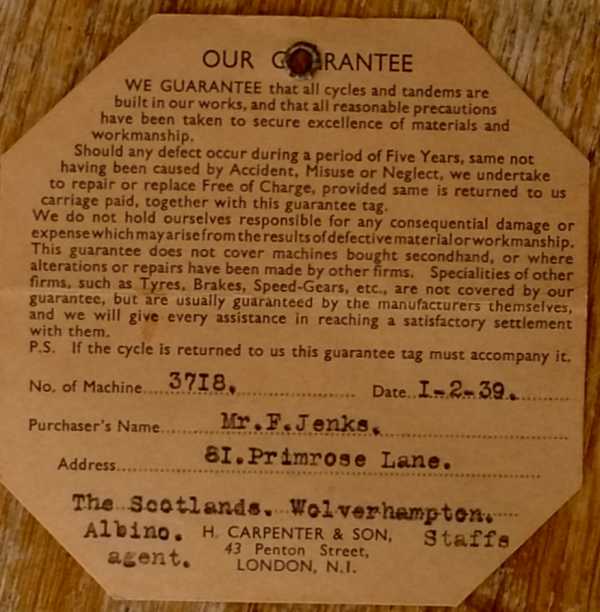 OUR GUARANTEE
WE GUARANTEE that all cycles and tandems are
built in our works, and that all reasonable precautions
have been taken to secure excellence of materials and
workmanship.
Should any defect occur during a period of Five Years, same not
having been caused by Accident, Misuse or Neglect, we undertake
to repair or replace Free of Charge, provided same is returned to us
carriage paid, together with this guarantee tag.
We do not hold ourselves responsible for any consequential damage or
expense which may arise from the results of defective material or workmanship.
This guarantee does not cover machines bought secondhand, or where
alterations or repairs have been made by other firms. Specialities of other
firms, such as Tyres, Brakes, Speed-Gears, etc., are not covered by our
guarantee, but are usually guaranteed by the manufacturers themselves,
and we will give every assistance in reaching a satisfactory settlement
with them.
P.S. If the cycle is returned to us this guarantee tag must accompany it.
No. of Machine 3718. Date 1-2-39.
Purchaser's Name Mr.F.Jenks.
Address 81.Primrose Lane.
The Scotlands. Wolverhampton.
Albino. H. CARPENTER & SON, Staffs
agent. 43 Penton Street,
LONDON, N.1.